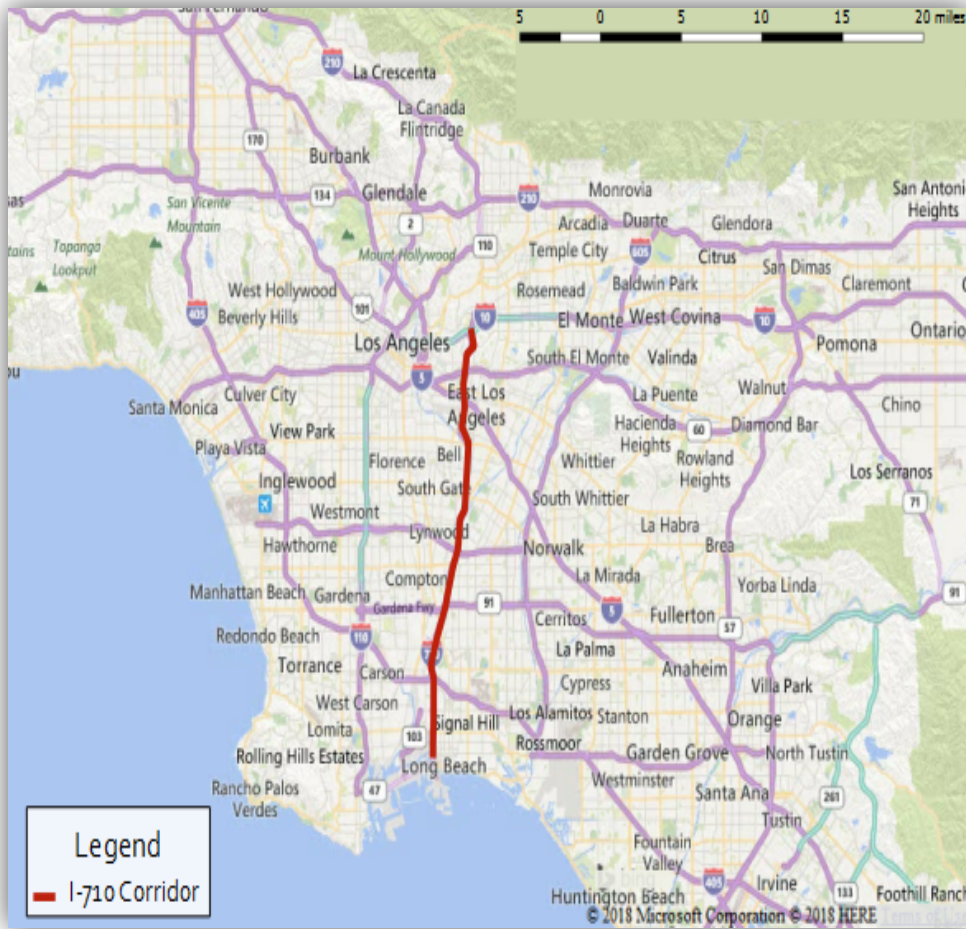 San Fernando
5 0 5 10 15 20 miles
210
La Crescenta
La Canada
Flintridge
170
Burbank
134
Glendale
210
Monrovia
San Antoni
Heights
San Vicente
Mountain
2
Arcadia
Duarte
Glendora
Topanga
Lookput
Mount Hollywood
110
Temple City
605
Citrus
San Dimas
West Hollywood
101
Rosemead
Baldwin Park
Claremont
405
Beverly Hills
10
El Monte
West Covina
10
Ontario
Los Angeles
Pomona
5
South El Monte
Valinda
Culver City
East Los
Angeles
La Puente
Walnut
Santa Monica
Chino
View Park
Hacienda
Heights
60
Diamond Bar
Playa Vista
Florence
Bell
Whittier
Rowland
Heights
Los Serranos
Inglewood
South Gate
South Whittier
71
Westmont
La Habra
Hawthorne
Lynwood
Norwalk
Brea
Compton
La Mirada
Yorba Linda
Manhattan Beach
Gardena
Gardena Fwy
91
5
91
Redondo Beach
110
Cerritos
Fullerton
57
La Palma
Torrance
Carson
Cypress
Anaheim
Villa Park
West Carson
Signal Hill
Los Alamitos
Stanton
Orange
Lomita
103
Rossmoor
Garden Grove
North Tustin
Rolling Hills Estates
Long Beach
Rancho Palos
Verdes
47
Westminster
Santa Ana
261
Tustin
Legend
I-710 Corridor
Fountain
Valley
405
Irvine
133
Foothill Ranch
Huntington Beach
© 2018 Microsoft Corporation © 2018 HERE